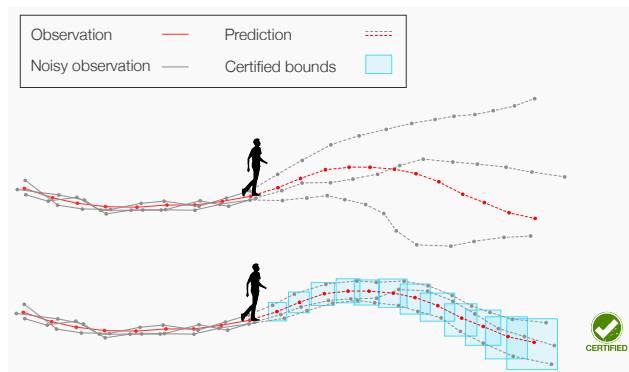 Observation
Prediction
Noisy observation
Certified bounds
CERTIFIED